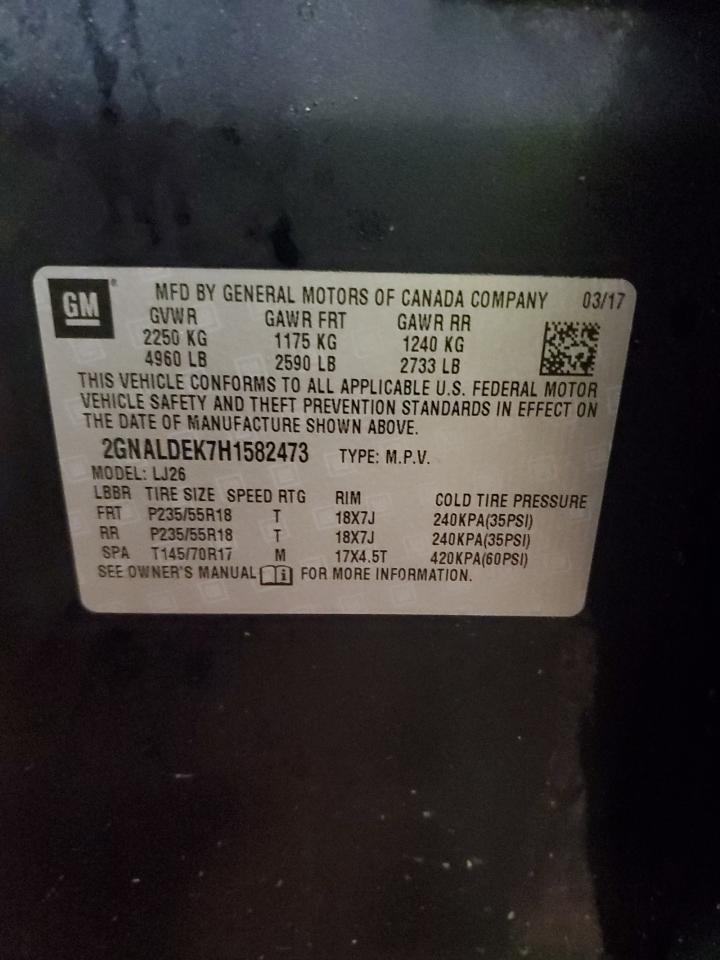 GM® MFD BY GENERAL MOTORS OF CANADA COMPANY 03/17
GVWR GAWR FRT GAWR RR
2250 KG 1175 KG 1240 KG
4960 LB 2590 LB 2733 LB
THIS VEHICLE CONFORMS TO ALL APPLICABLE U.S. FEDERAL MOTOR
VEHICLE SAFETY AND THEFT PREVENTION STANDARDS IN EFFECT ON
THE DATE OF MANUFACTURE SHOWN ABOVE.
2GNALDEK7H1582473 TYPE: M.P.V.
MODEL: LJ26
LBBR TIRE SIZE SPEED RTG RIM COLD TIRE PRESSURE
FRT P235/55R18 T 18X7J 240KPA(35PSI)
RR P235/55R18 T 18X7J 240KPA(35PSI)
SPA T145/70R17 M 17X4.5T 420KPA(60PSI)
SEE OWNER'S MANUAL i FOR MORE INFORMATION.